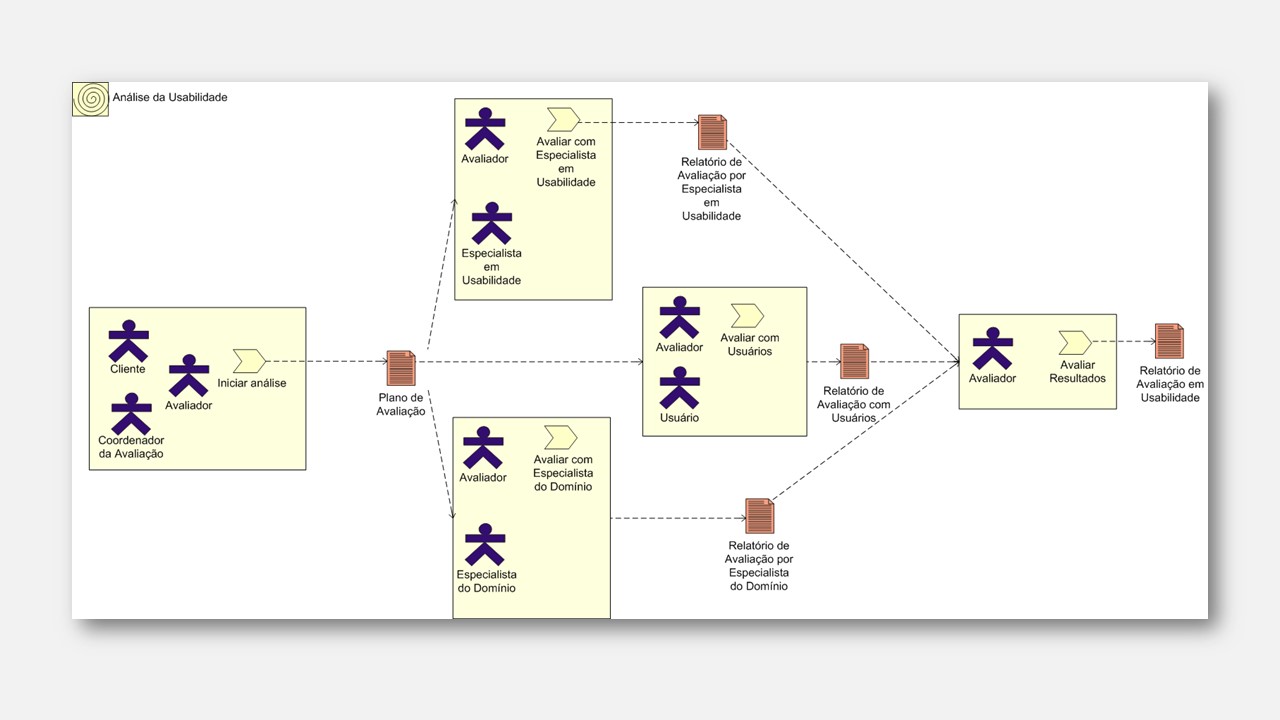 Análise da Usabilidade
Avaliador
Avaliar com
Especialista
em
Usabilidade
Especialista
em
Usabilidade
Relatório de
Avaliação por
Especialista
em
Usabilidade
Cliente
Avaliador
Iniciar análise
Coordenador
da Avaliação
Plano de
Avaliação
Avaliador
Avaliar com
Usuários
Usuário
Relatório de
Avaliação com
Usuários
Avaliador
Avaliar com
Especialista
do Domínio
Especialista
do Domínio
Relatório de
Avaliação por
Especialista
do Domínio
Avaliador
Avaliar
Resultados
Relatório de
Avaliação em
Usabilidade